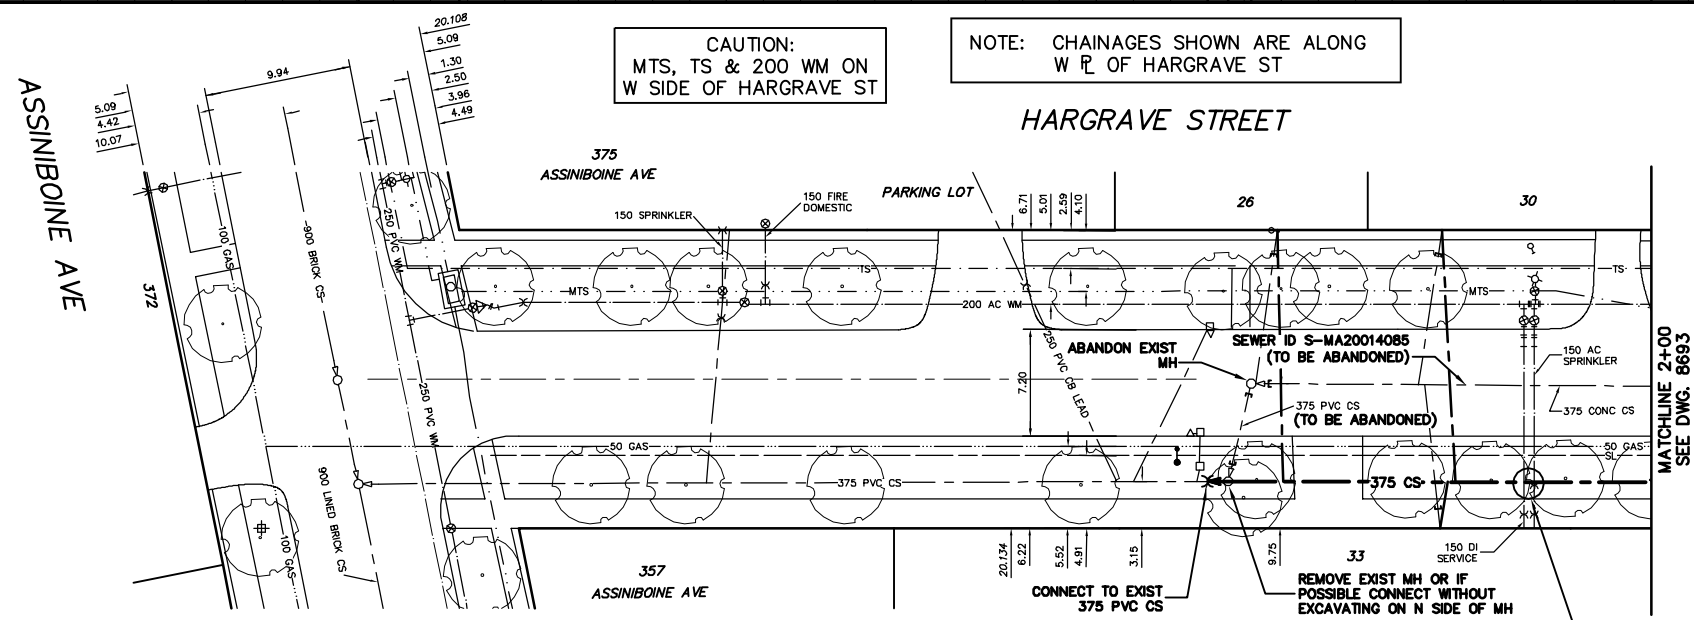 20.108
5.09
1.30
2.50
3.96
4.49
9.94
5.09
4.42
10.07
ASSINIBOINE AVE
CAUTION:
MTS, TS & 200 WM ON
W SIDE OF HARGRAVE ST
NOTE: CHAINAGES SHOWN ARE ALONG
W ⅊ OF HARGRAVE ST
HARGRAVE STREET
375
ASSINIBOINE AVE
PARKING LOT
150 SPRINKLER
150 FIRE
DOMESTIC
6.71
5.01
2.59
4.10
26
30
372
100 GAS
900 BRICK CS
250 PVC WM
TS
MTS
200 AC WM
MTS
TS
250 PVC CB LEAD
ABANDON EXIST
MH
SEWER ID S-MA20014085
(TO BE ABANDONED)
150 AC
SPRINKLER
375 CONC CS
375 PVC CS
(TO BE ABANDONED)
7.20
250 PVC WM
MATCHLINE 2+00
SEE DWG. 8693
50 GAS
50 GAS
SL
900 LINED BRICK CS
375 PVC CS
375 CS
100 GAS
20.134
6.22
5.52
4.91
3.15
9.75
357
ASSINIBOINE AVE
33
150 DI
SERVICE
CONNECT TO EXIST
375 PVC CS
REMOVE EXIST MH OR IF
POSSIBLE CONNECT WITHOUT
EXCAVATING ON N SIDE OF MH